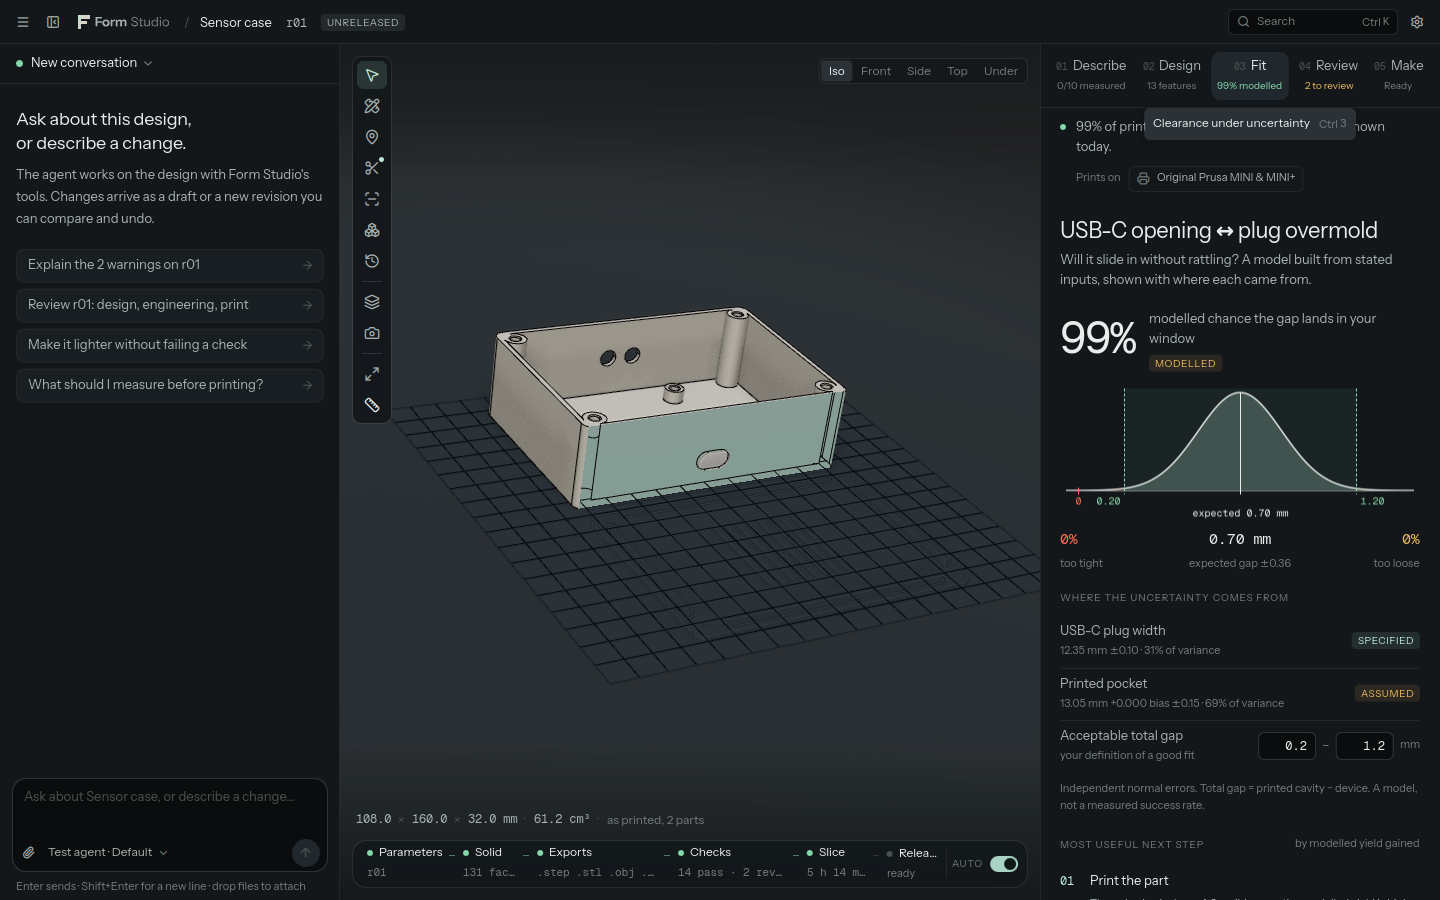 Form Studio / Sensor case r01 UNRELEASED
Search Ctrl K
New conversation
Ask about this design,
or describe a change.
The agent works on the design with Form Studio's
tools. Changes arrive as a draft or a new revision you
can compare and undo.
Explain the 2 warnings on r01
Review r01: design, engineering, print
Make it lighter without failing a check
What should I measure before printing?
Ask about Sensor case, or describe a change...
Test agent · Default
Enter sends · Shift+Enter for a new line · drop files to attach
Iso Front Side Top Under
108.0 × 160.0 × 32.0 mm · 61.2 cm³ · as printed, 2 parts
Parameters Solid Exports Checks Slice Relea...
r01 131 fac... .step .stl .obj ... 14 pass · 2 rev... 5 h 14 m... ready
AUTO
01 Describe 02 Design 03 Fit 04 Review 05 Make
0/10 measured 13 features 99% modelled 2 to review Ready
Clearance under uncertainty Ctrl 3
99% of
today.
Prints on Original Prusa MINI & MINI+
USB-C opening ↔ plug overmold
Will it slide in without rattling? A model built from stated
inputs, shown with where each came from.
99% modelled chance the gap lands in your
window
MODELLED
0 0.20 1.20
expected 0.70 mm
0% 0.70 mm 0%
too tight expected gap ±0.36 too loose
WHERE THE UNCERTAINTY COMES FROM
USB-C plug width
12.35 mm ±0.10 · 31% of variance
SPECIFIED
Printed pocket
13.05 mm +0.000 bias ±0.15 · 69% of variance
ASSUMED
Acceptable total gap
your definition of a good fit
0.2 – 1.2 mm
Independent normal errors. Total gap = printed cavity − device. A model,
not a measured success rate.
MOST USEFUL NEXT STEP by modelled yield gained
01 Print the part